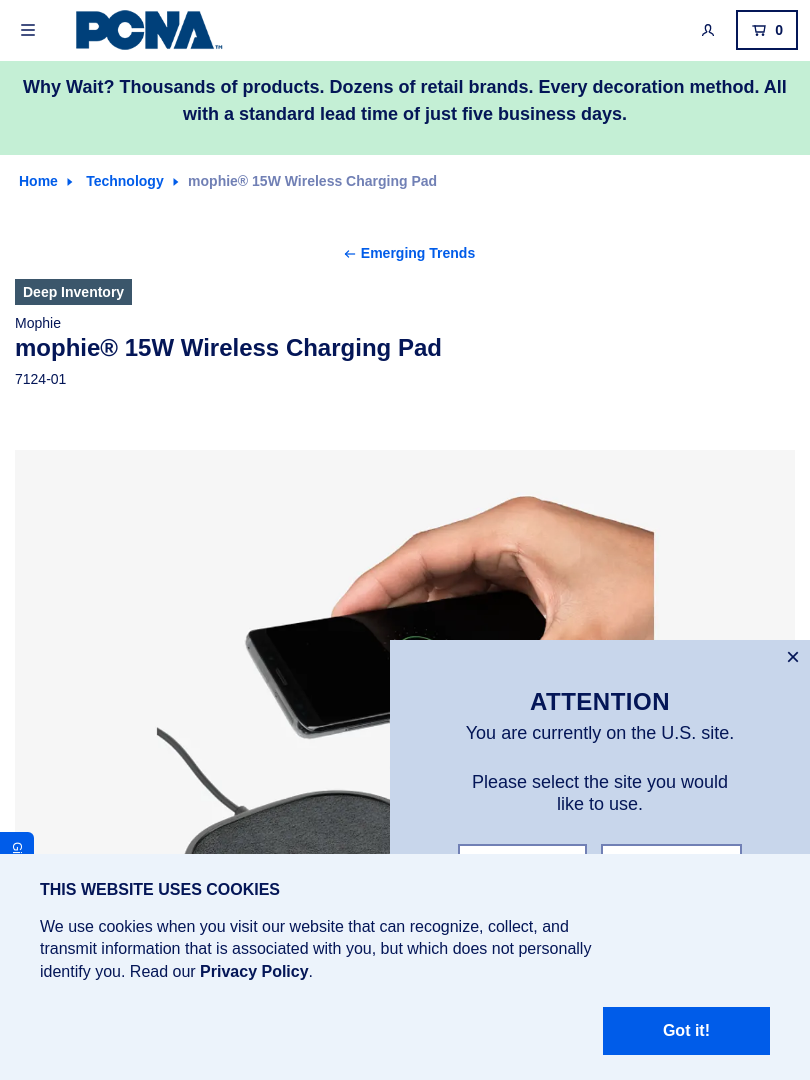 PCNA™
0
Why Wait? Thousands of products. Dozens of retail brands. Every decoration method. All
with a standard lead time of just five business days.
Home Technology mophie® 15W Wireless Charging Pad
Emerging Trends
Deep Inventory
Mophie
mophie® 15W Wireless Charging Pad
7124-01
ATTENTION
You are currently on the U.S. site.
Please select the site you would
like to use.
THIS WEBSITE USES COOKIES
We use cookies when you visit our website that can recognize, collect, and
transmit information that is associated with you, but which does not personally
identify you. Read our Privacy Policy.
Got it!